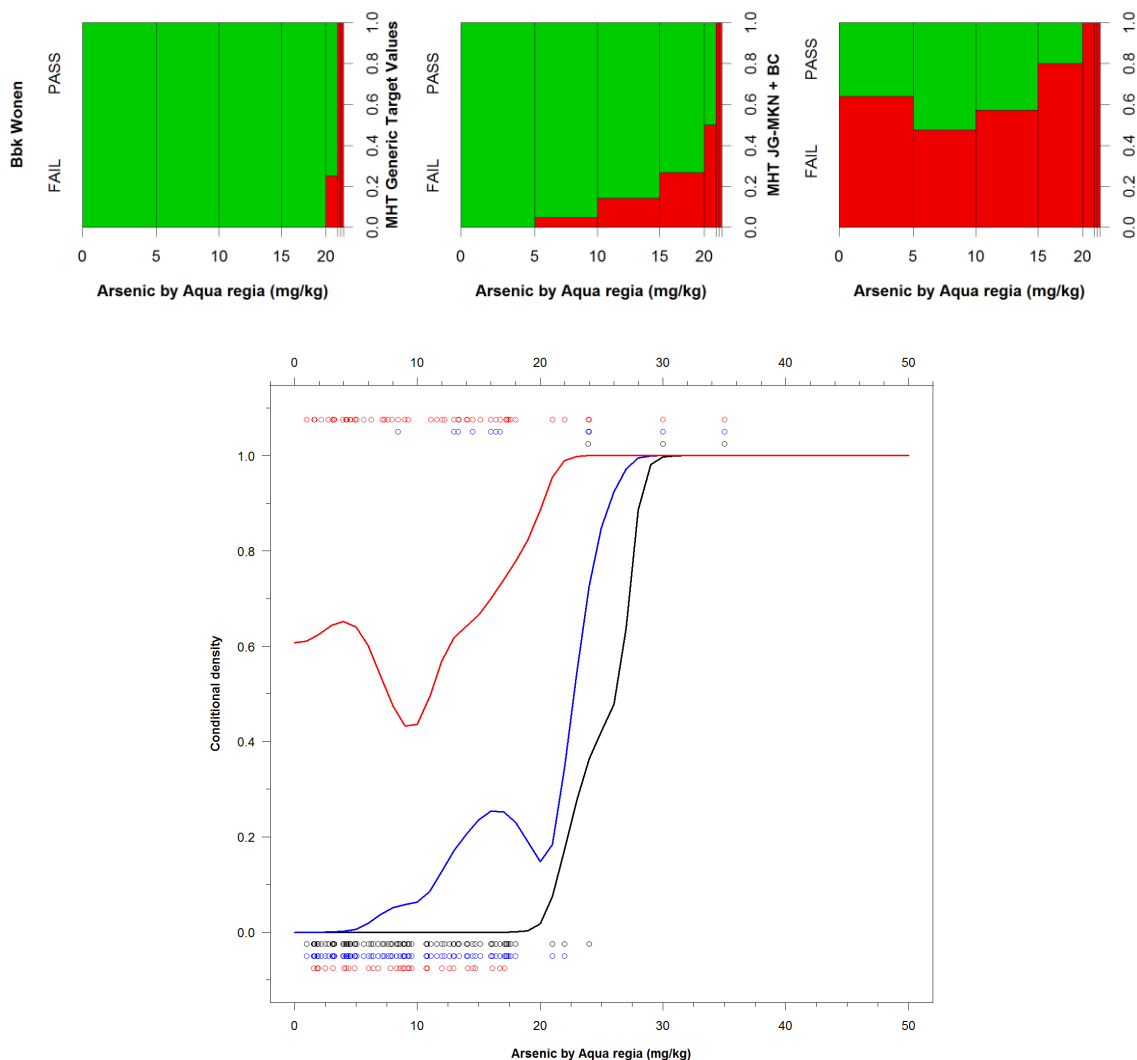 Bbk Wonen
FAIL PASS
0.0 0.2 0.4 0.6 0.8 1.0
0 5 10 15 20
Arsenic by Aqua regia (mg/kg)
MHT Generic Target Values
FAIL PASS
0.0 0.2 0.4 0.6 0.8 1.0
0 5 10 15 20
Arsenic by Aqua regia (mg/kg)
MHT JG-MKN + BC
FAIL PASS
0.0 0.2 0.4 0.6 0.8 1.0
0 5 10 15 20
Arsenic by Aqua regia (mg/kg)
0 10 20 30 40 50
1.0
0.8
0.6
0.4
0.2
0.0
Conditional density
0 10 20 30 40 50
Arsenic by Aqua regia (mg/kg)